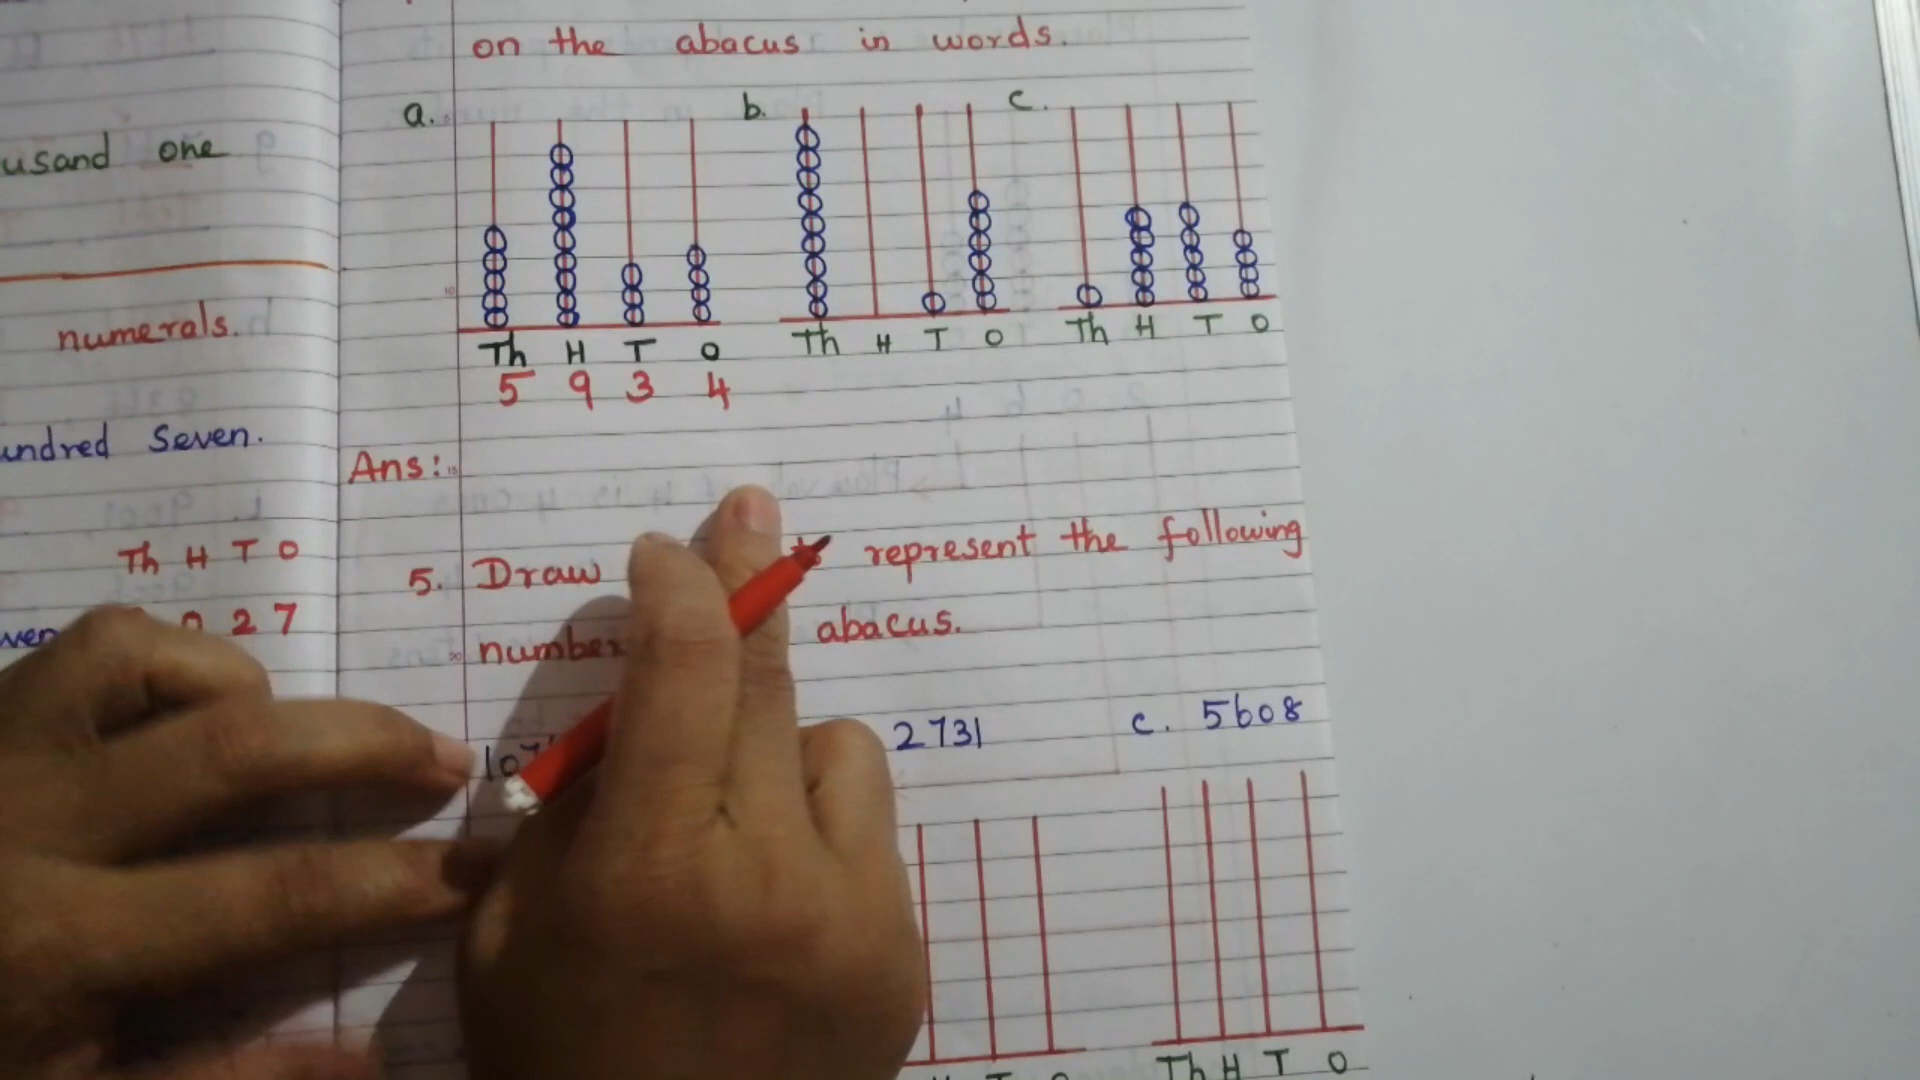 usand one
numerals.
undred Seven.
Th H T O
2 7
on the abacus in words.
a. b. c.
Th H T O Th H T O Th H T O
5 9 3 4
Ans:
5. Draw represent the following
number abacus.
2731 c. 5608
Th H T O